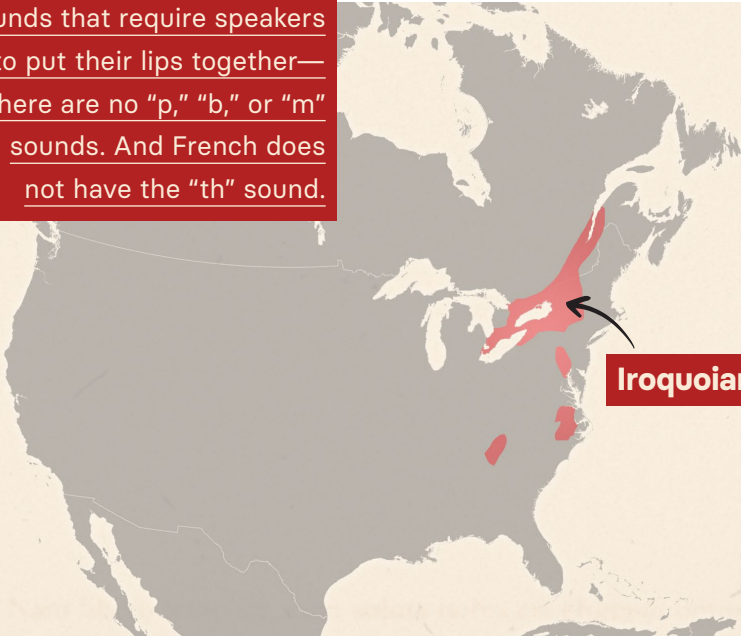 unds that require speakers
to put their lips together—
here are no “p,” “b,” or “m”
sounds. And French does
not have the “th” sound.
Iroquoian